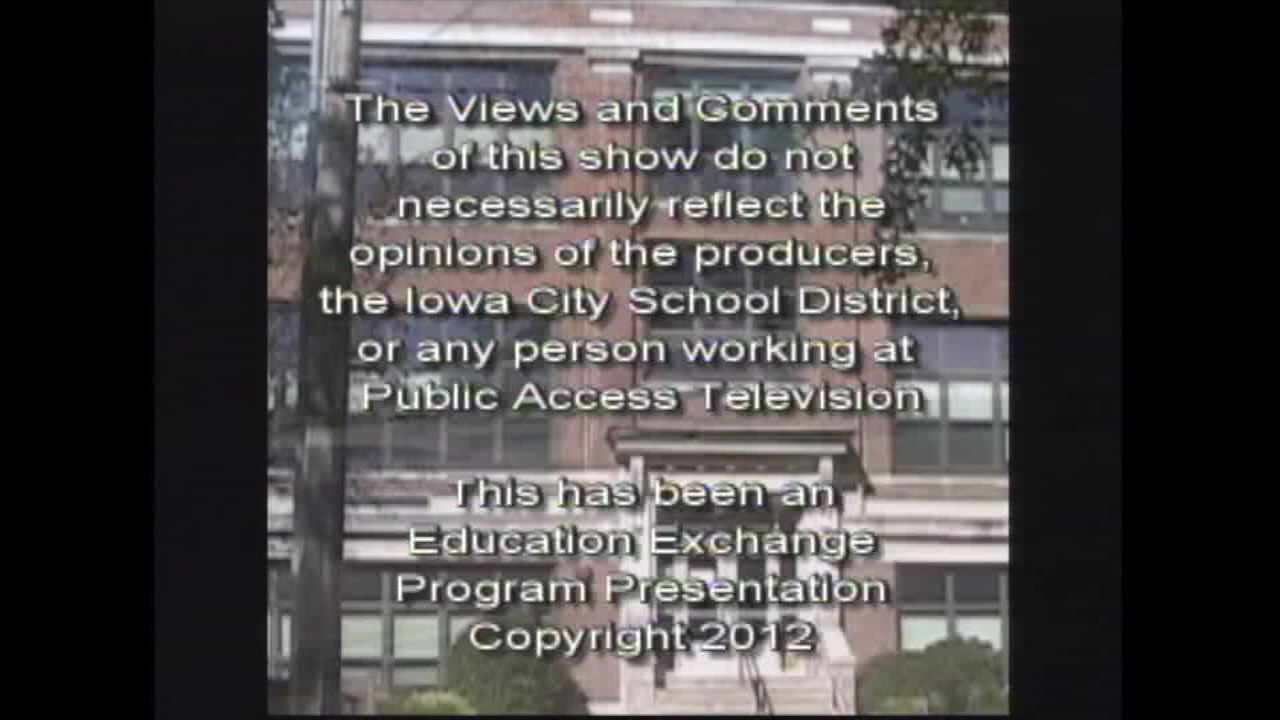 The Views and Comments
of this show do not
necessarily reflect the
opinions of the producers,
the Iowa City School District,
or any person working at
Public Access Television
This has been an
Education Exchange
Program Presentation
Copyright 2012